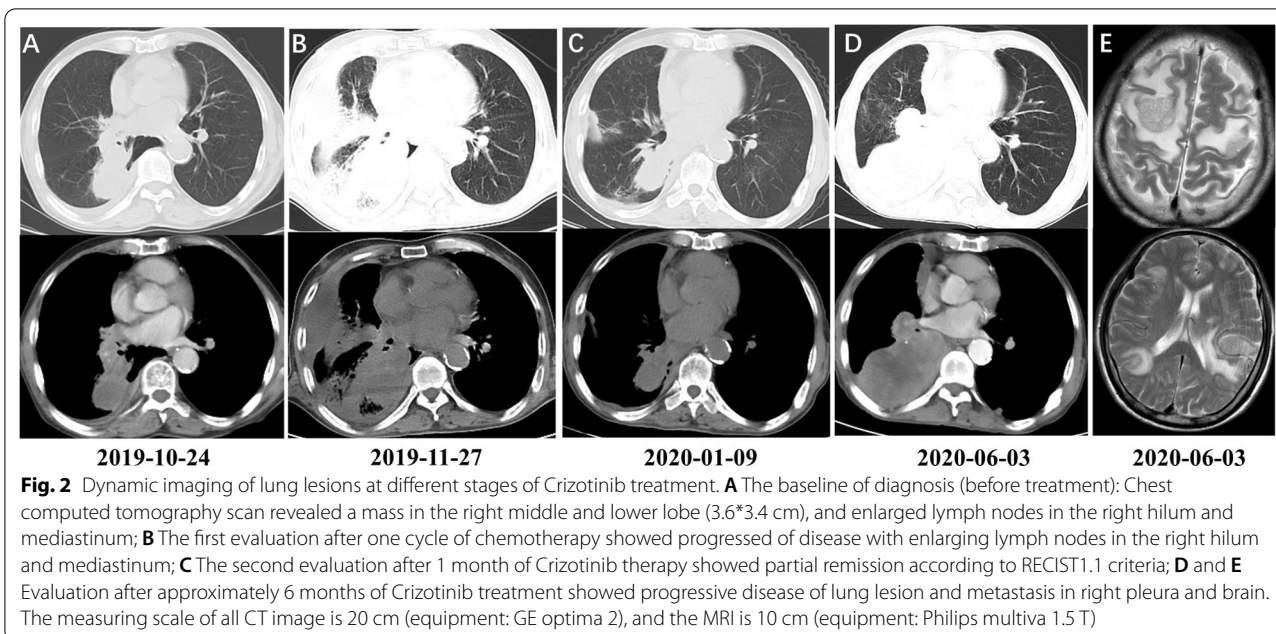 A B C D E
2019-10-24 2019-11-27 2020-01-09 2020-06-03 2020-06-03
Fig. 2 Dynamic imaging of lung lesions at different stages of Crizotinib treatment. A The baseline of diagnosis (before treatment): Chest
computed tomography scan revealed a mass in the right middle and lower lobe (3.6*3.4 cm), and enlarged lymph nodes in the right hilum and
mediastinum; B The first evaluation after one cycle of chemotherapy showed progressed of disease with enlarging lymph nodes in the right hilum
and mediastinum; C The second evaluation after 1 month of Crizotinib therapy showed partial remission according to RECIST1.1 criteria; D and E
Evaluation after approximately 6 months of Crizotinib treatment showed progressive disease of lung lesion and metastasis in right pleura and brain.
The measuring scale of all CT image is 20 cm (equipment: GE optima 2), and the MRI is 10 cm (equipment: Philips multiva 1.5 T)